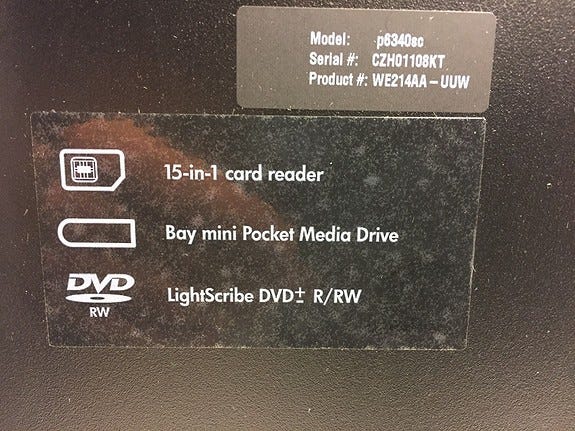 Model: p6340sc
Serial #: CZH01108KT
Product #: WE214AA-UUW
15-in-1 card reader
Bay mini Pocket Media Drive
DVD
RW
LightScribe DVD± R/RW